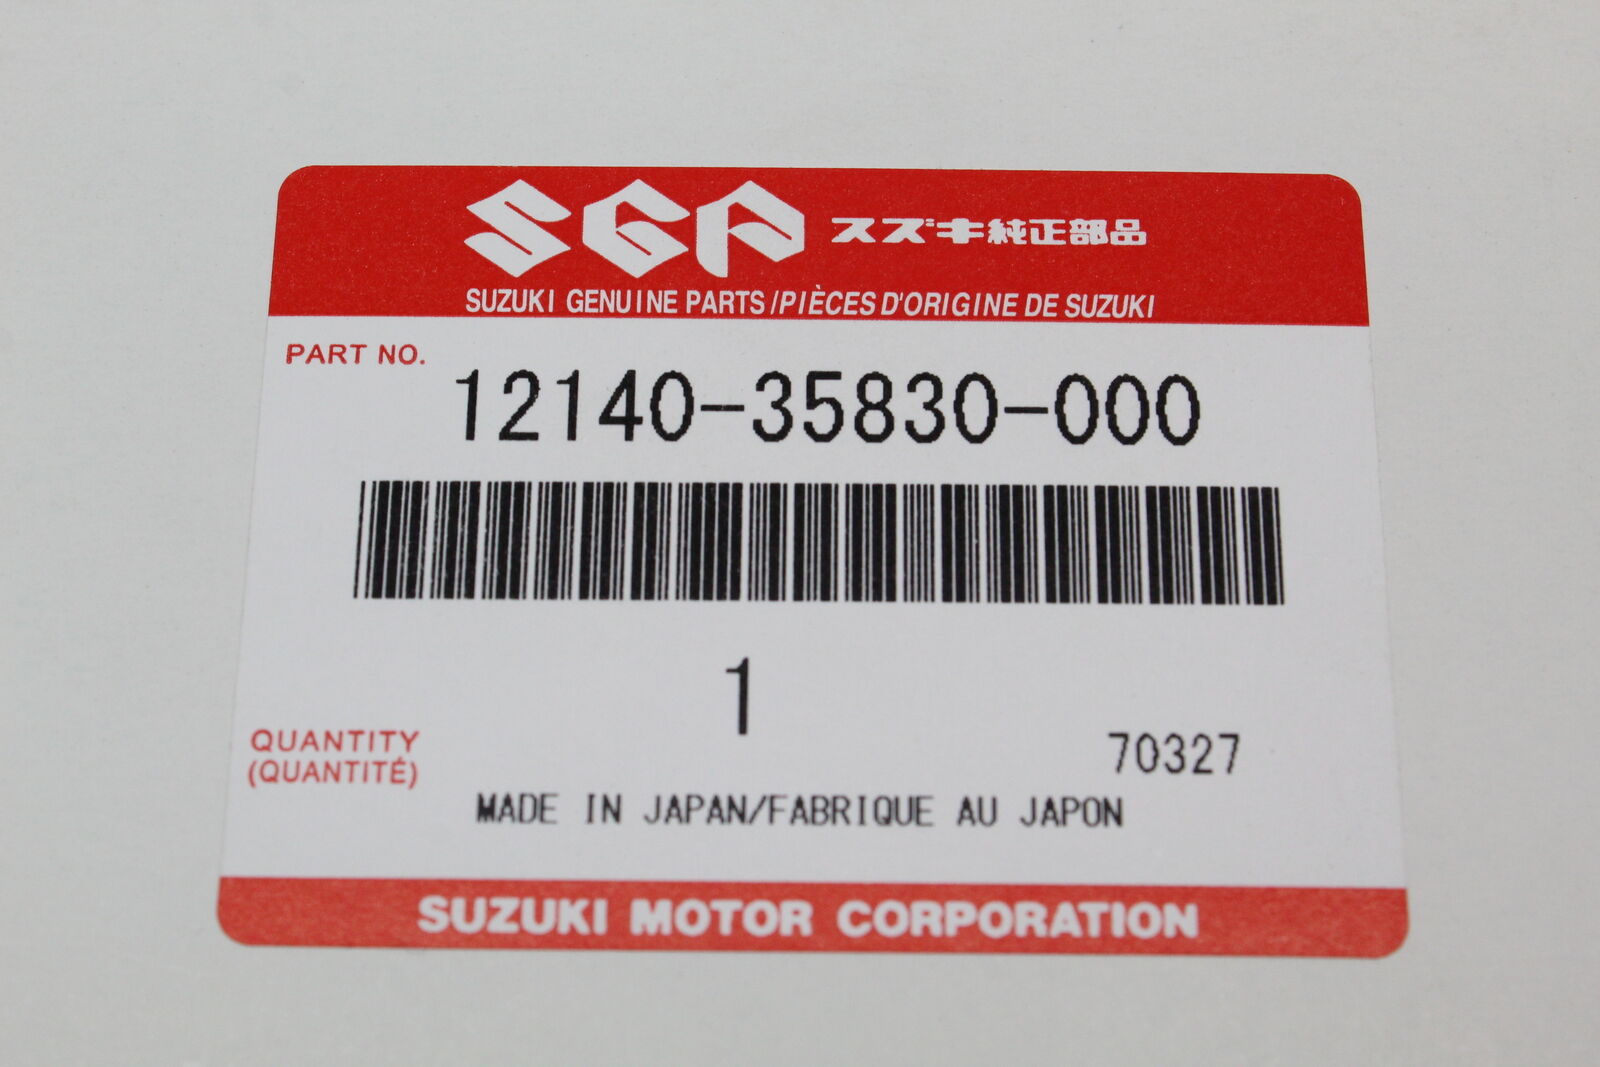 SGP スズキ純正部品
SUZUKI GENUINE PARTS/PIÈCES D'ORIGINE DE SUZUKI
PART NO.
12140-35830-000
1
QUANTITY
(QUANTITÉ)
70327
MADE IN JAPAN/FABRIQUE AU JAPON
SUZUKI MOTOR CORPORATION